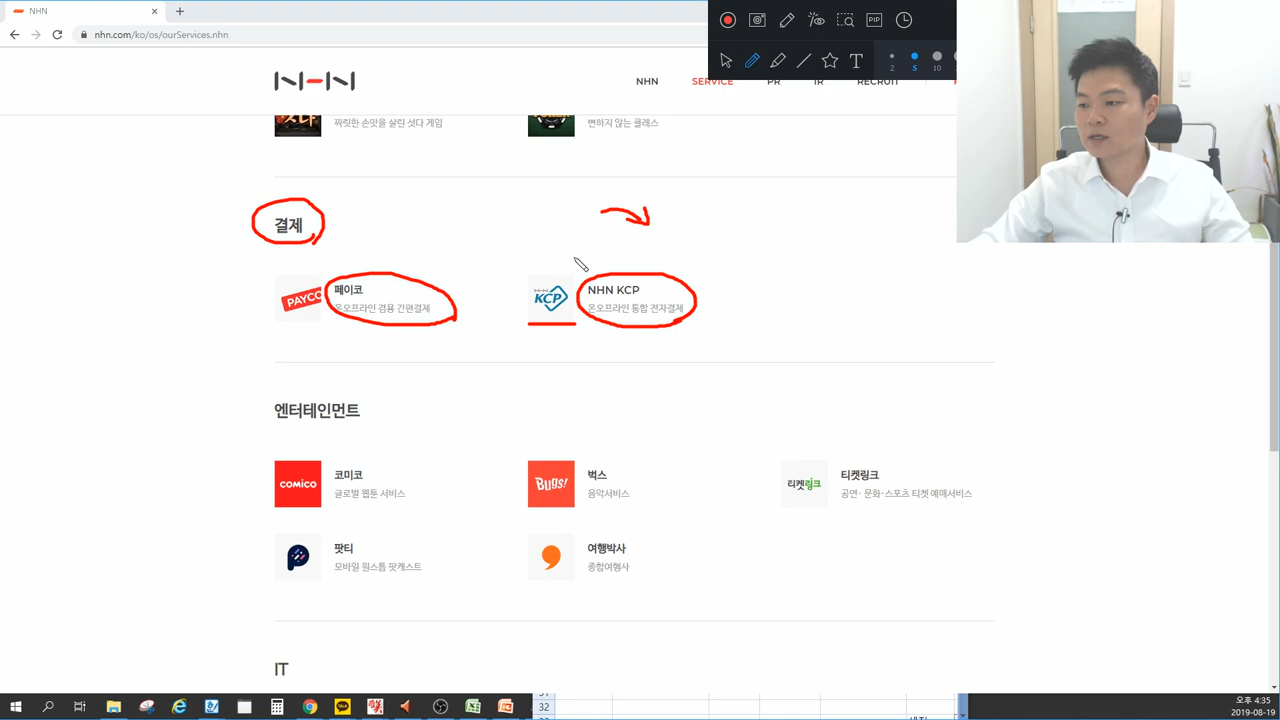 NHN
nhn.com/ko/os/ourServices.nhn
PIP
T
2 5 10
NHN
NHN SERVICE PR IR RECRUIT
짜릿한 손맛을 살린 섯다 게임
변하지 않는 클래스
결제
PAYCO
페이코
온오프라인 겸용 간편결제
NHN KCP
NHN KCP
온오프라인 통합 전자결제
엔터테인먼트
comico
코미코
글로벌 웹툰 서비스
Bugs!
벅스
음악서비스
티켓링크
티켓링크
공연·문화·스포츠 티켓 예매서비스
팟티
모바일 원스톱 팟캐스트
여행박사
종합여행사
IT
32
오후 4:35
2019-08-19